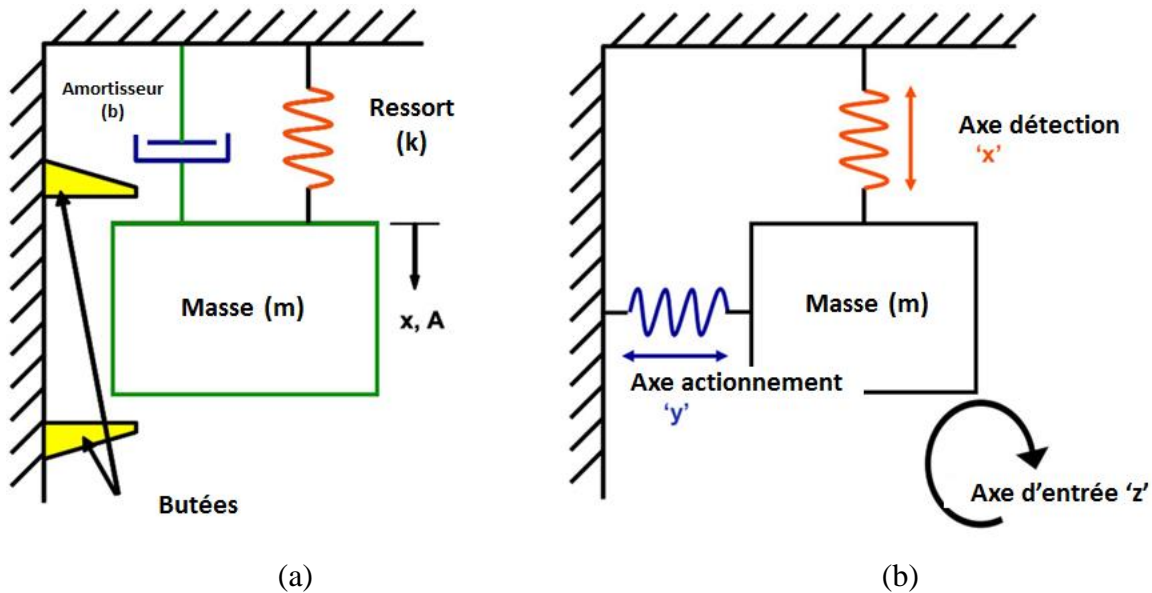 Amortisseur
(b)
Ressort
(k)
Masse (m)
x, A
Butées
(a)
Axe détection
‘x’
Masse (m)
Axe actionnement
‘y’
Axe d’entrée ‘z’
(b)